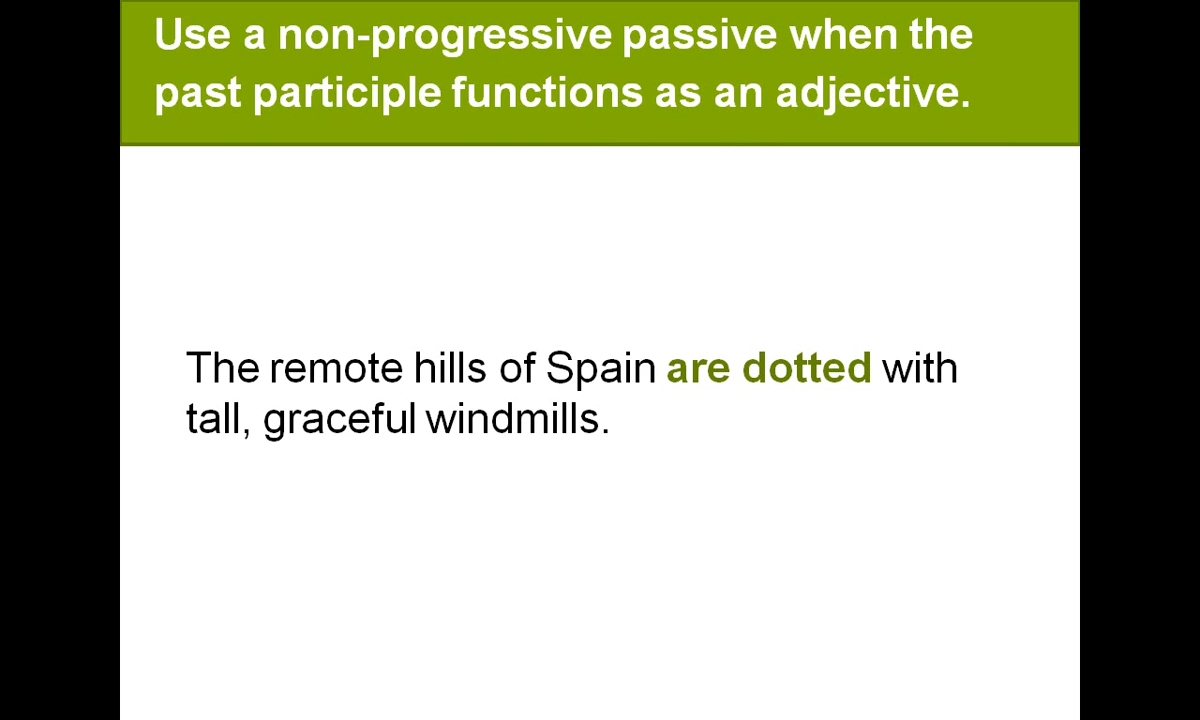 Use a non-progressive passive when the
past participle functions as an adjective.
The remote hills of Spain are dotted with
tall, graceful windmills.